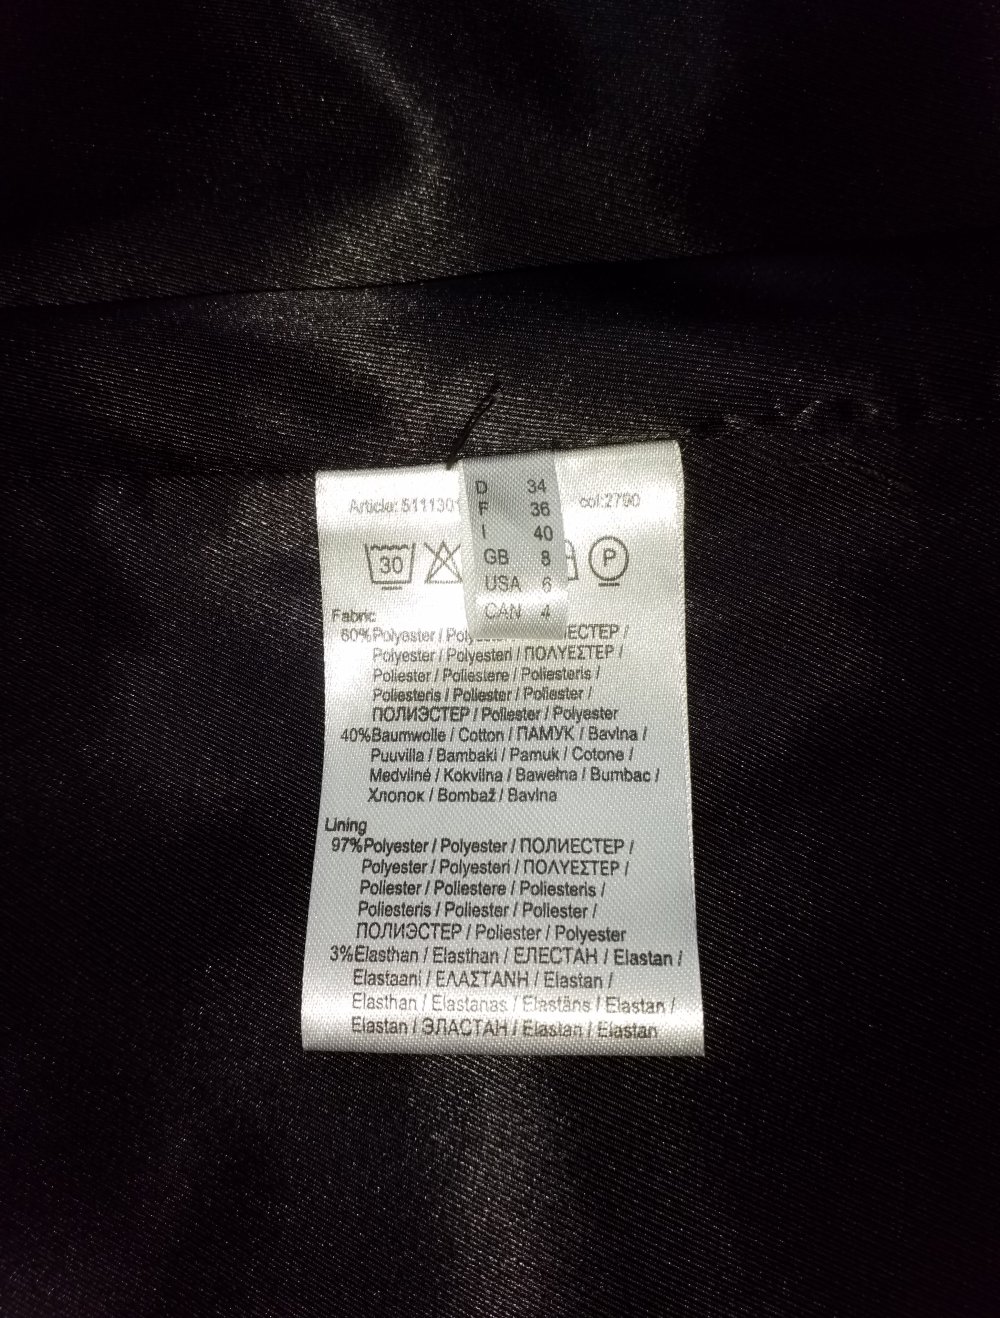 Article: 5111301
col:2790
D 34
F 36
I 40
GB 8
USA 6
CAN 4
30
P
Fabric
60%Polyester / Poly
Polyester / Polyesteri / ΠΟΛΥΕΣΤΕΡ /
Poliester / Poliestere / Poliesteris /
Poliesteris / Poliester / Poliester /
ПОЛИЭСТЕР / Poliester / Polyester
40%Baumwolle / Cotton / ПАМУК / Bavlna /
Puuvilla / Bambaki / Pamuk / Cotone /
Medvilné / Kokvilna / Bawełna / Bumbac /
Хлопок / Bombaž / Bavlna
Lining
97%Polyester / Polyester / ПОЛИЕСТЕР /
Polyester / Polyesteri / ΠΟΛΥΕΣΤΕΡ /
Poliester / Poliestere / Poliesteris /
Poliesteris / Poliester / Poliester /
ПОЛИЭСТЕР / Poliester / Polyester
3%Elasthan / Elasthan / ЕЛЕСТАН / Elastan /
Elastaani / ΕΛΑΣΤΑΝΗ / Elastan /
Elasthan / Elastanas / Elastāns / Elastan /
Elastan / ЭЛАСТАН / Elastan / Elastan